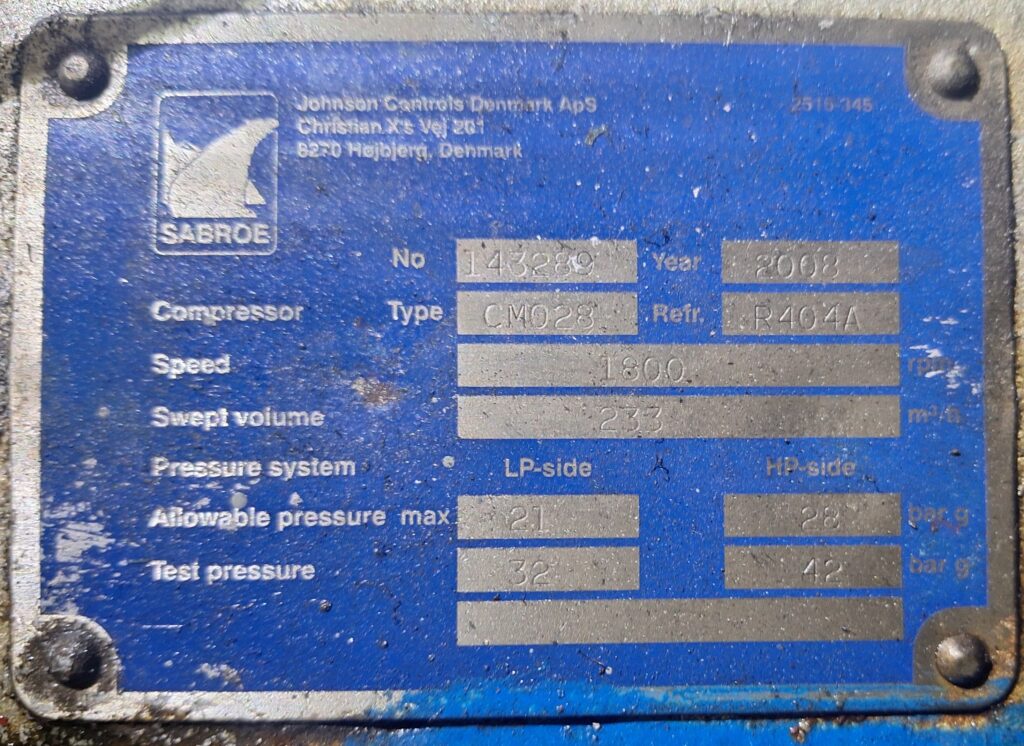 Johnson Controls Denmark ApS
Christian X's Vej 201
8270 Højbjerg, Denmark
2516-345
SABROE
No 143289 Year 2008
Compressor Type CMO28 Refr. R404A
Speed 1800 rpm
Swept volume 233 m³/h
Pressure system LP-side HP-side
Allowable pressure max 21 28 bar g
Test pressure 32 42 bar g